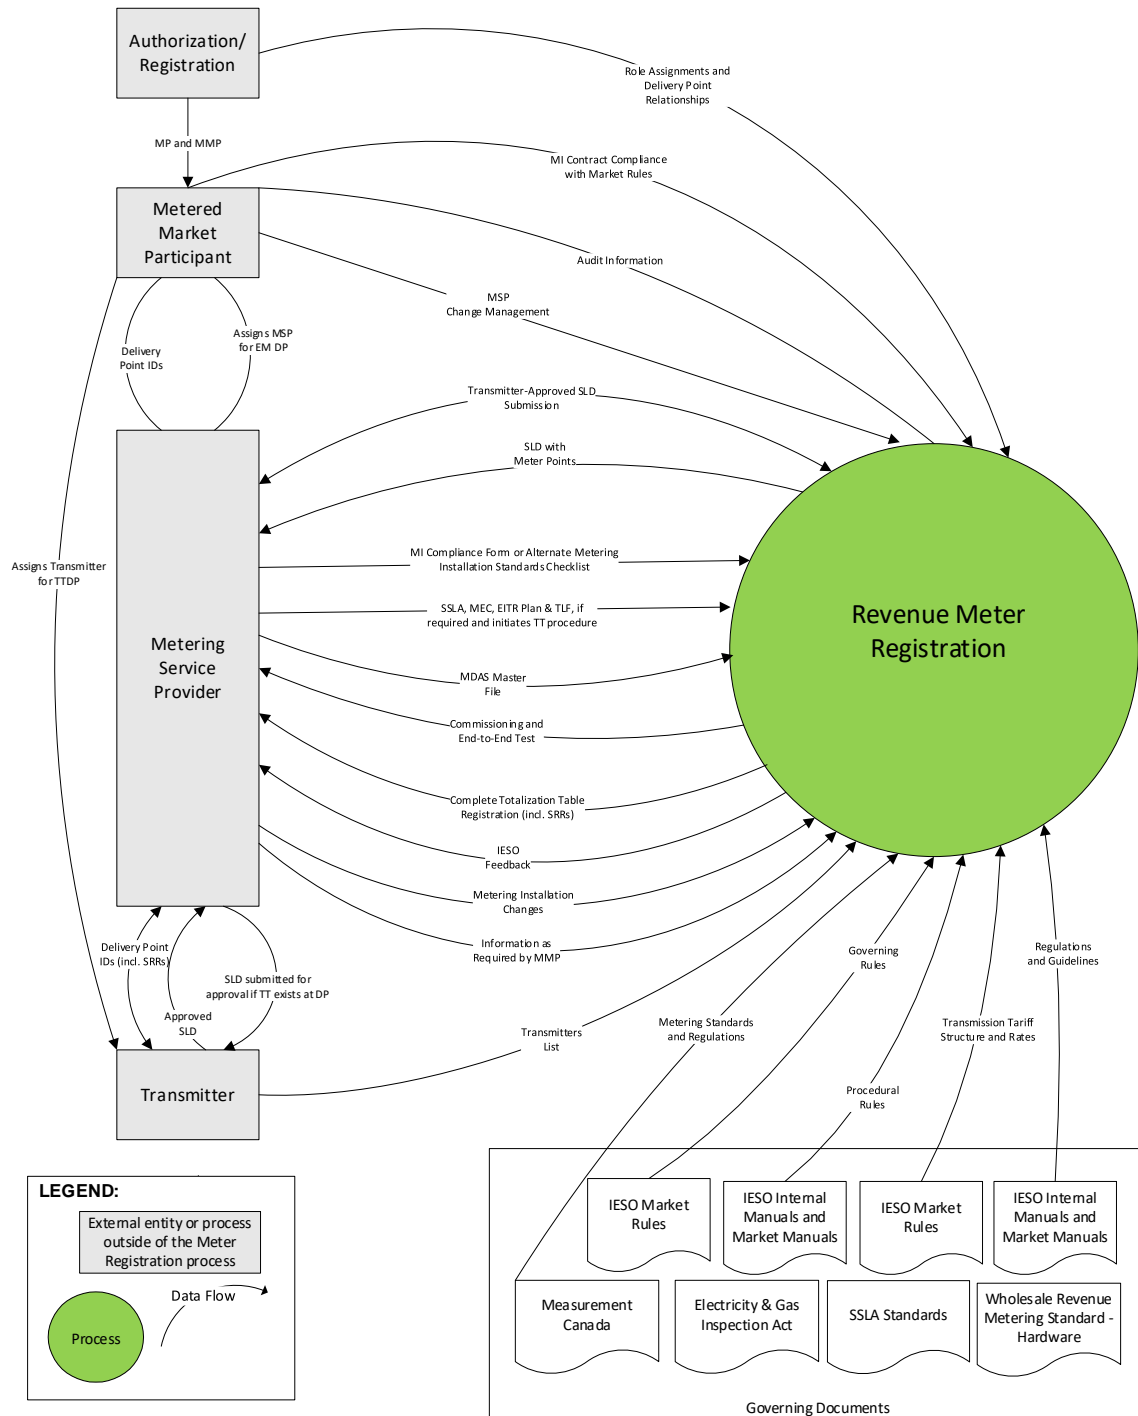 Authorization/
Registration
Role Assignments and
Delivery Point
Relationships
MP and MMP
MI Contract Compliance
with Market Rules
Metered
Market
Participant
Audit Information
MSP
Change Management
Assigns MSP
for EM DP
Delivery
Point IDs
Transmitter-Approved SLD
Submission
SLD with
Meter Points
Assigns Transmitter
for TTDP
MI Compliance Form or Alternate Metering
Installation Standards Checklist
SSLA, MEC, EITR Plan & TLF, if
required and initiates TT procedure
Revenue Meter
Registration
Metering
Service
Provider
MDAS Master
File
Commissioning and
End-to-End Test
Complete Totalization Table
Registration (incl. SRRs)
IESO
Feedback
Metering Installation
Changes
Information as
Required by MMP
Delivery Point
IDs (incl. SRRs)
SLD submitted for
approval if TT exists at DP
Approved
SLD
Governing
Rules
Regulations
and Guidelines
Metering Standards
and Regulations
Transmission Tariff
Structure and Rates
Transmitters
List
Transmitter
Procedural
Rules
LEGEND:
External entity or process
outside of the Meter
Registration process
Data Flow
Process
IESO Market
Rules
IESO Internal
Manuals and
Market Manuals
IESO Market
Rules
IESO Internal
Manuals and
Market Manuals
Measurement
Canada
Electricity & Gas
Inspection Act
SSLA Standards
Wholesale Revenue
Metering Standard -
Hardware
Governing Documents